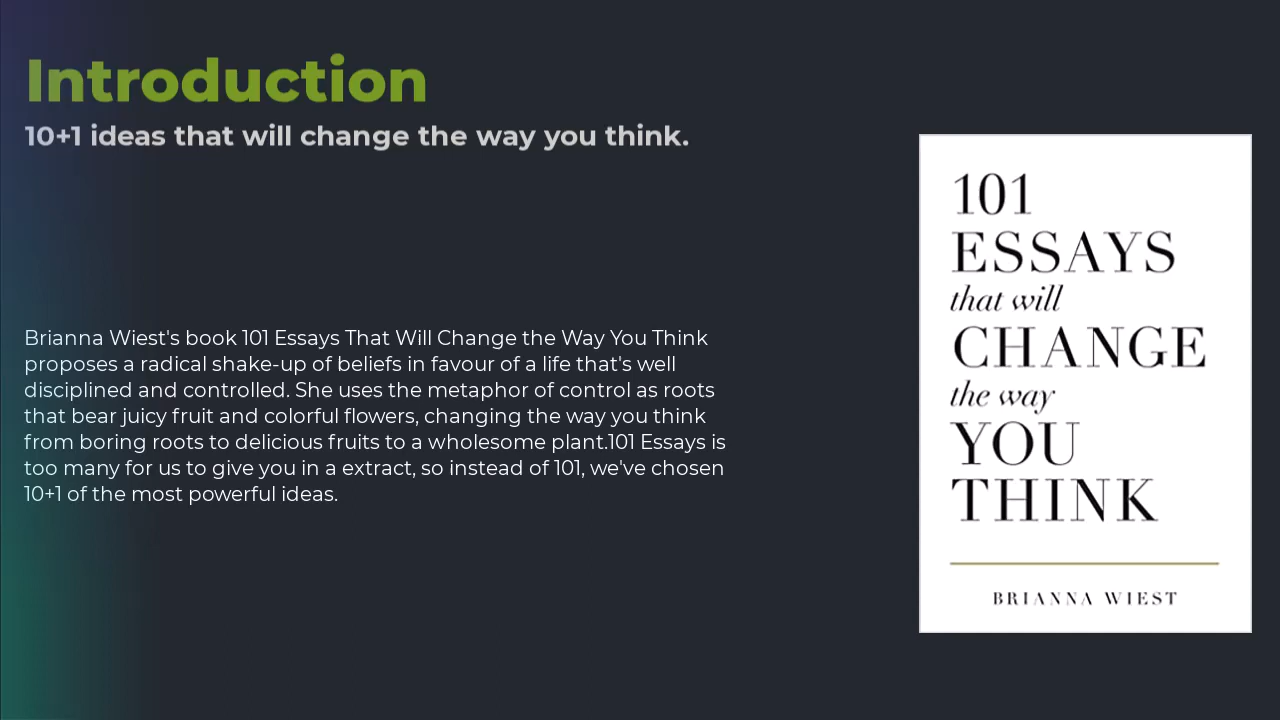 Introduction
10+1 ideas that will change the way you think.
Brianna Wiest's book 101 Essays That Will Change the Way You Think
proposes a radical shake-up of beliefs in favour of a life that's well
disciplined and controlled. She uses the metaphor of control as roots
that bear juicy fruit and colorful flowers, changing the way you think
from boring roots to delicious fruits to a wholesome plant.101 Essays is
too many for us to give you in a extract, so instead of 101, we've chosen
10+1 of the most powerful ideas.
101
ESSAYS
that will
CHANGE
the way
YOU
THINK
BRIANNA WIEST